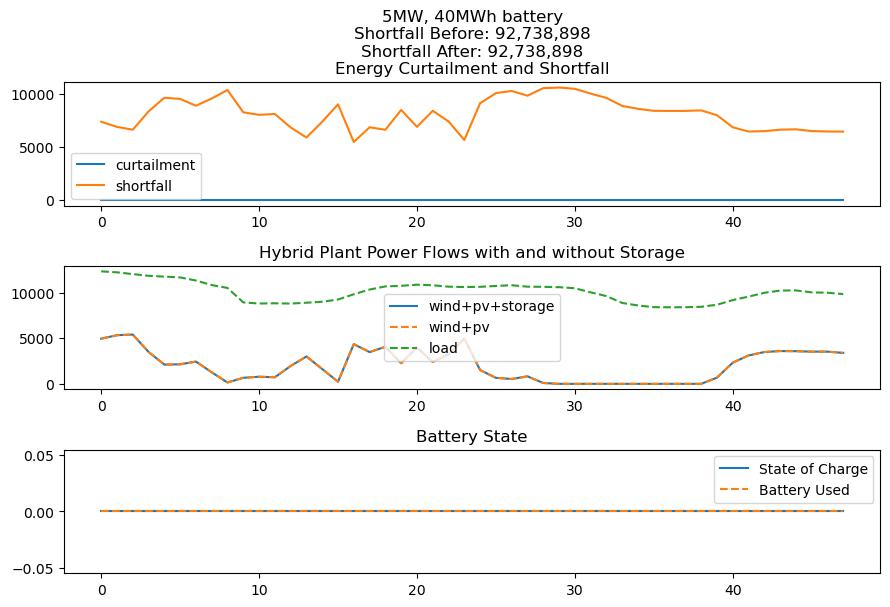 5MW, 40MWh battery
Shortfall Before: 92,738,898
Shortfall After: 92,738,898
Energy Curtailment and Shortfall
10000
5000
0
curtailment
shortfall
0 10 20 30 40
Hybrid Plant Power Flows with and without Storage
10000
5000
0
wind+pv+storage
wind+pv
load
0 10 20 30 40
Battery State
0.05
0.00
−0.05
State of Charge
Battery Used
0 10 20 30 40